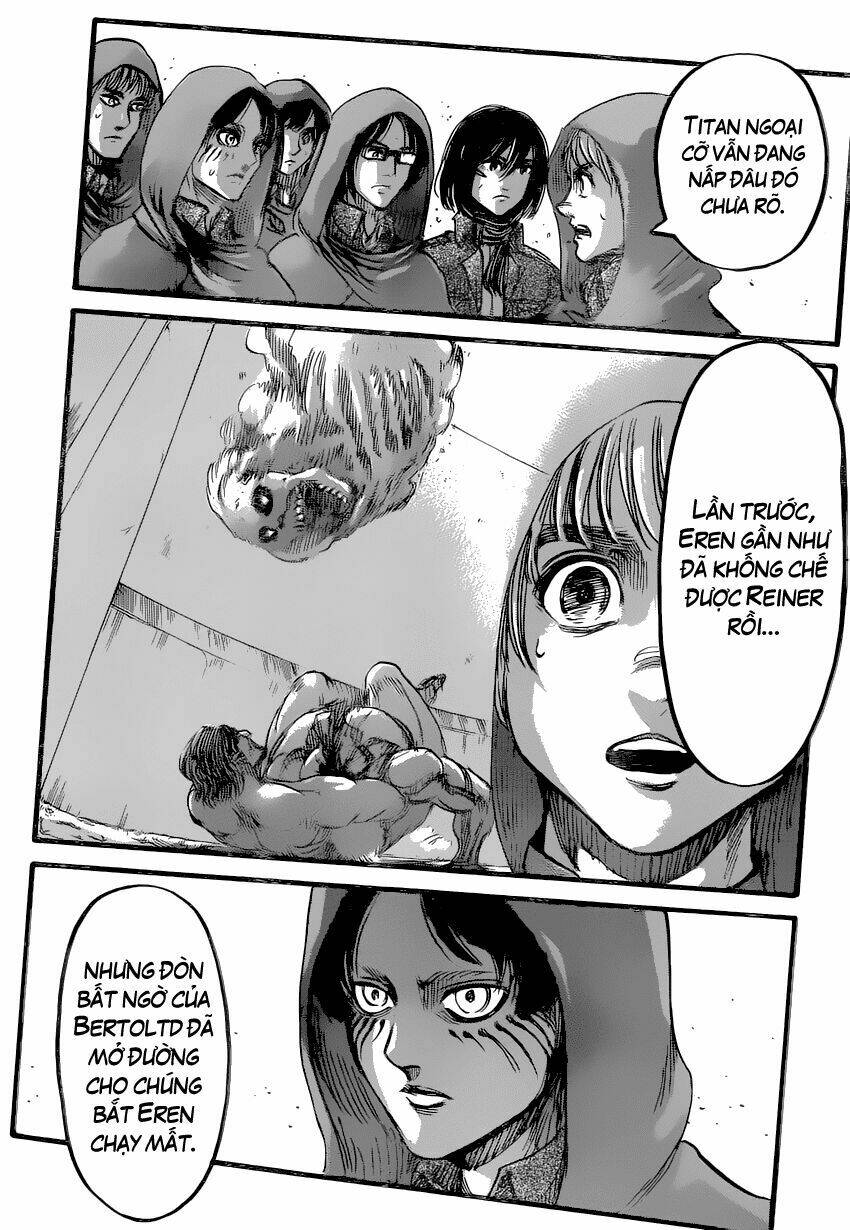 Titan ngoại
cỡ vẫn đang
nấp đâu đó
chưa rõ.
Lần trước,
Eren gần như
đã khống chế
được Reiner
rồi...
Nhưng đòn
bất ngờ của
Bertoltd đã
mở đường
cho chúng
bắt Eren
chạy mất.